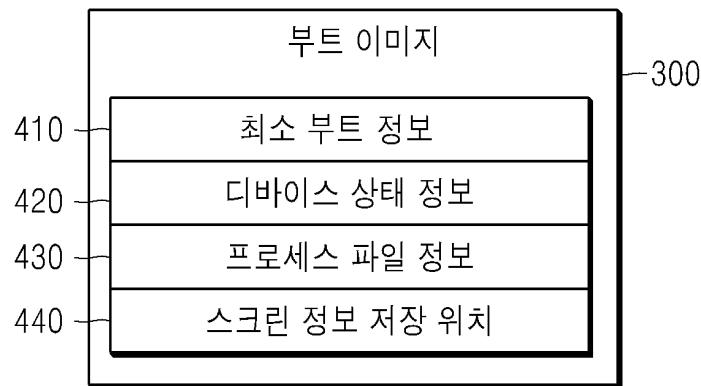 부트 이미지
300
410 최소 부트 정보
420 디바이스 상태 정보
430 프로세스 파일 정보
440 스크린 정보 저장 위치